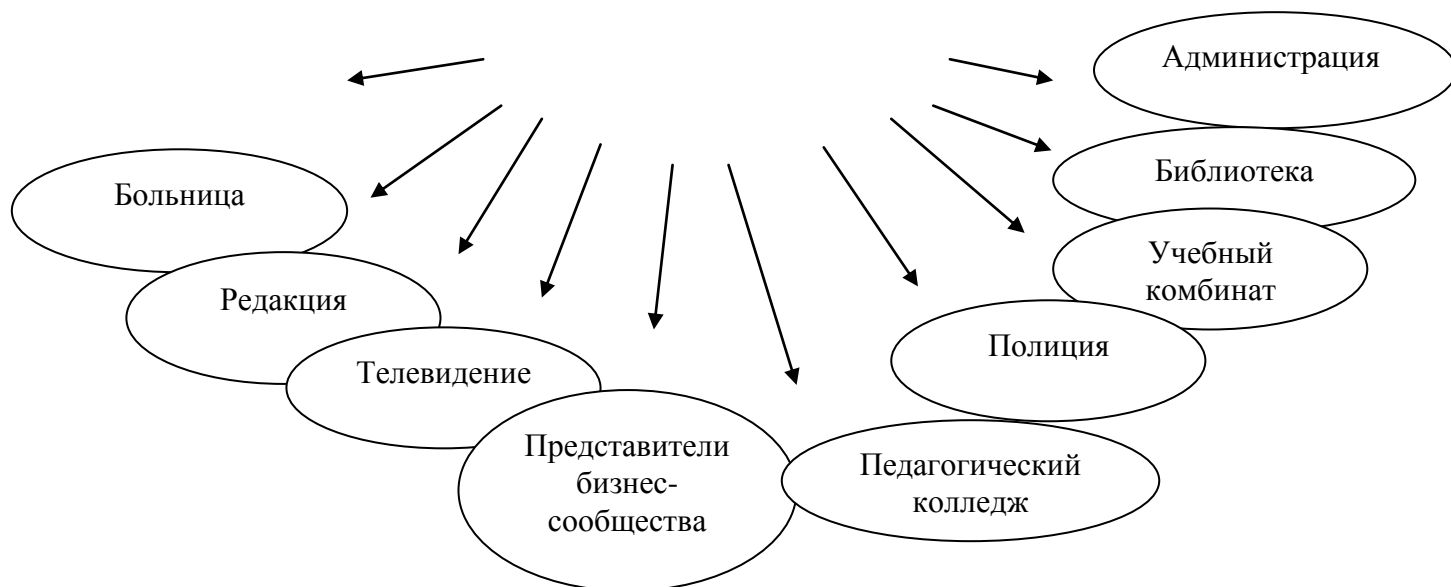 Администрация
Библиотека
Больница
Учебный
комбинат
Редакция
Полиция
Телевидение
Представители
бизнес-
сообщества
Педагогический
колледж